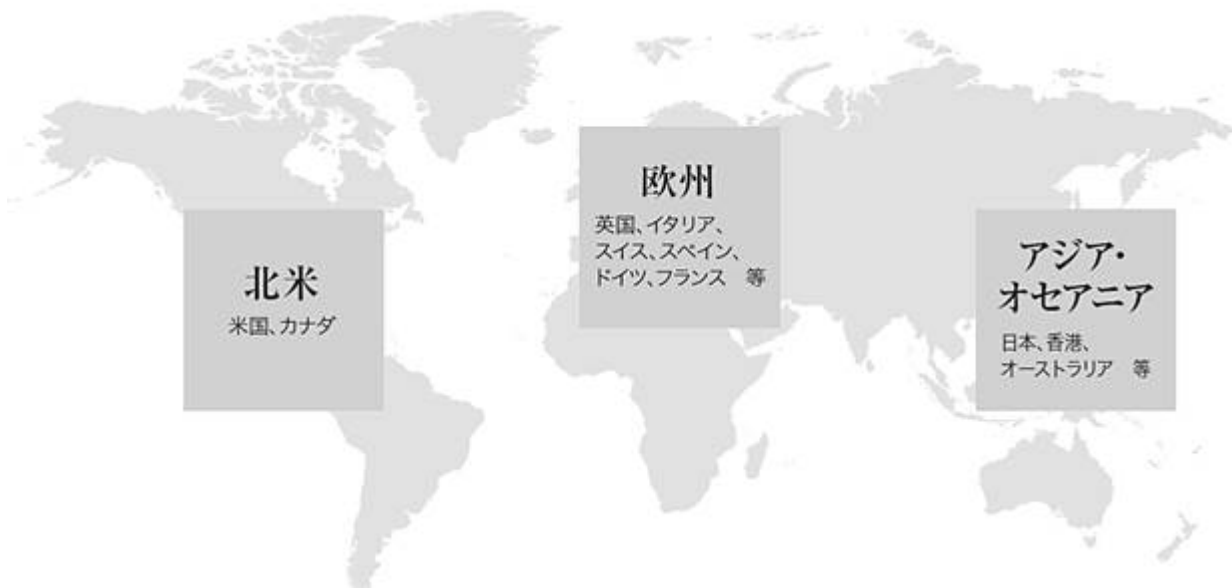 欧州
英国、イタリア、
スイス、スペイン、
ドイツ、フランス　等
北米
米国、カナダ
アジア・
オセアニア
日本、香港、
オーストラリア　等